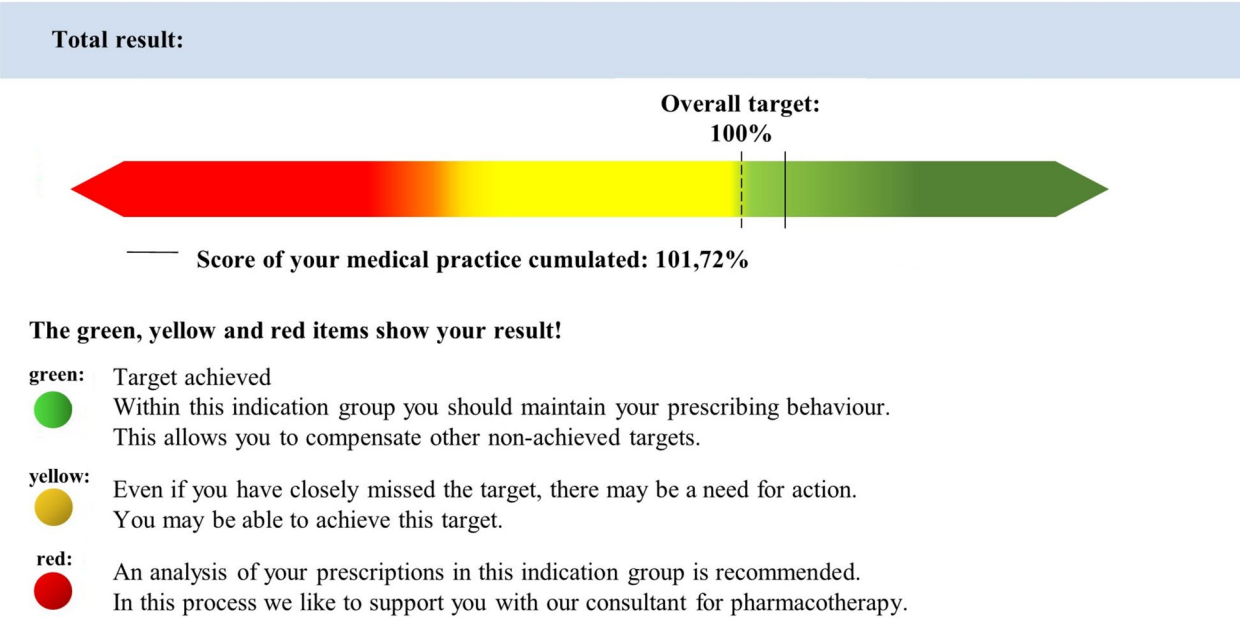 Total result:
Overall target:
100%
Score of your medical practice cumulated: 101,72%
The green, yellow and red items show your result!
green:
Target achieved
Within this indication group you should maintain your prescribing behaviour.
This allows you to compensate other non-achieved targets.
yellow:
Even if you have closely missed the target, there may be a need for action.
You may be able to achieve this target.
red:
An analysis of your prescriptions in this indication group is recommended.
In this process we like to support you with our consultant for pharmacotherapy.